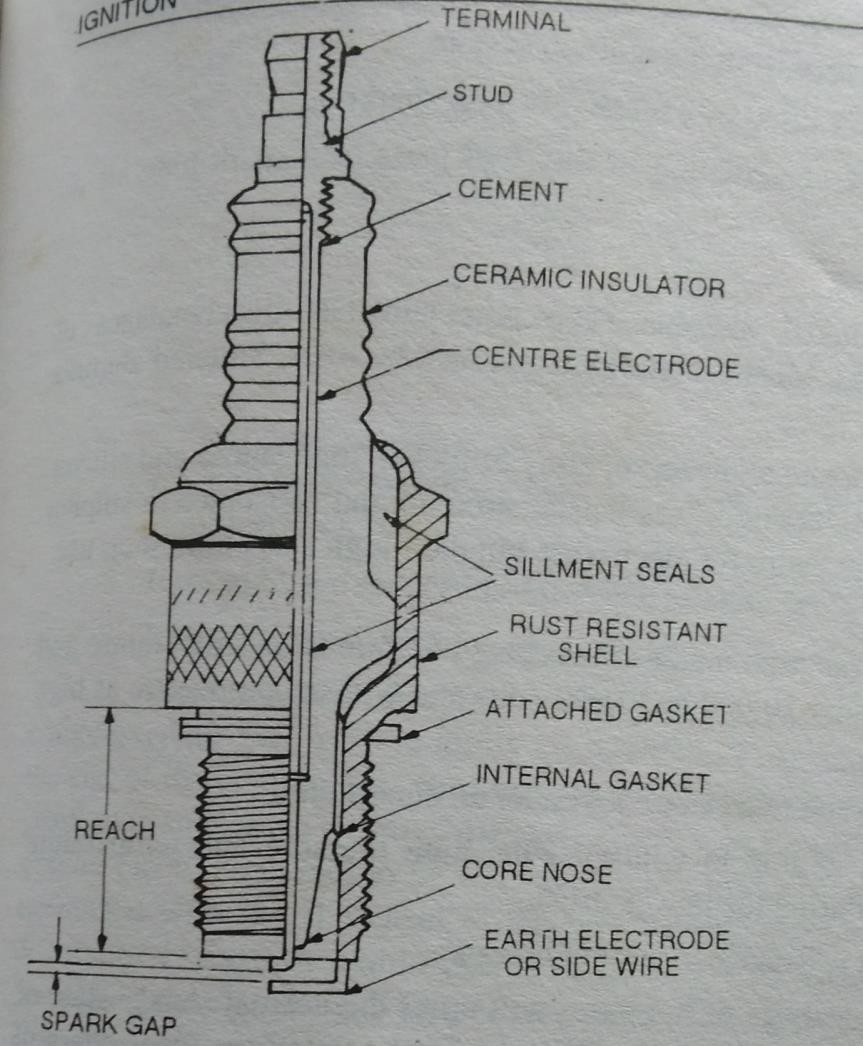 IGNITION
TERMINAL
STUD
CEMENT
CERAMIC INSULATOR
CENTRE ELECTRODE
SILLMENT SEALS
RUST RESISTANT
SHELL
ATTACHED GASKET
INTERNAL GASKET
REACH
CORE NOSE
EARTH ELECTRODE
OR SIDE WIRE
SPARK GAP